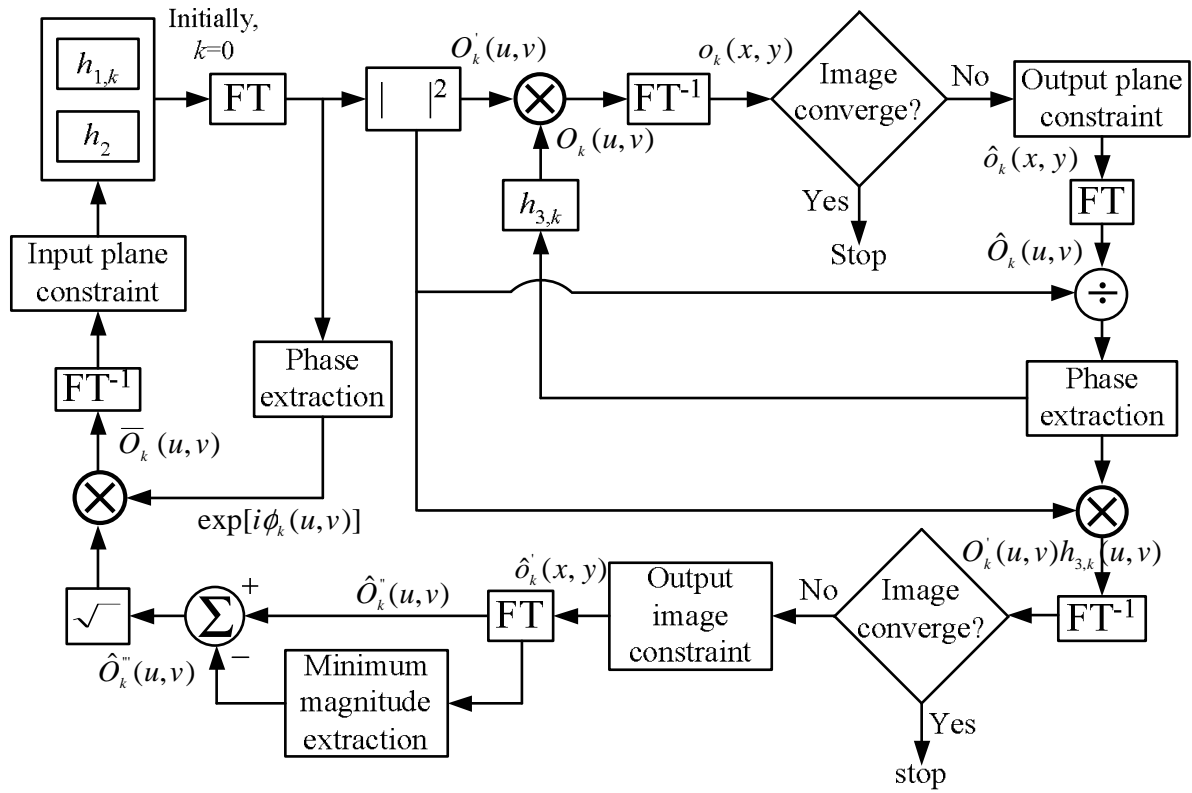 Initially,
k=0
h₁,ₖ
h₂
FT
| |²
O'ₖ(u,v)
⊗
Oₖ(u,v)
h₃,ₖ
FT⁻¹
oₖ(x, y)
Image
converge?
No
Yes
Stop
Output plane
constraint
ôₖ(x, y)
FT
Ôₖ(u,v)
÷
Phase
extraction
⊗
O'ₖ(u,v)h₃,ₖ(u,v)
FT⁻¹
Image
converge?
No
Yes
stop
Output
image
constraint
ô'ₖ(x, y)
FT
Ô"ₖ(u,v)
Minimum
magnitude
extraction
+
Σ
−
Ô'''ₖ(u,v)
√
⊗
exp[iϕₖ(u,v)]
Phase
extraction
O̅ₖ(u,v)
FT⁻¹
Input plane
constraint